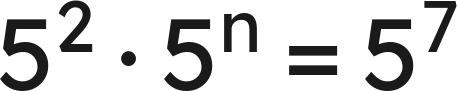 5² · 5ⁿ = 5⁷